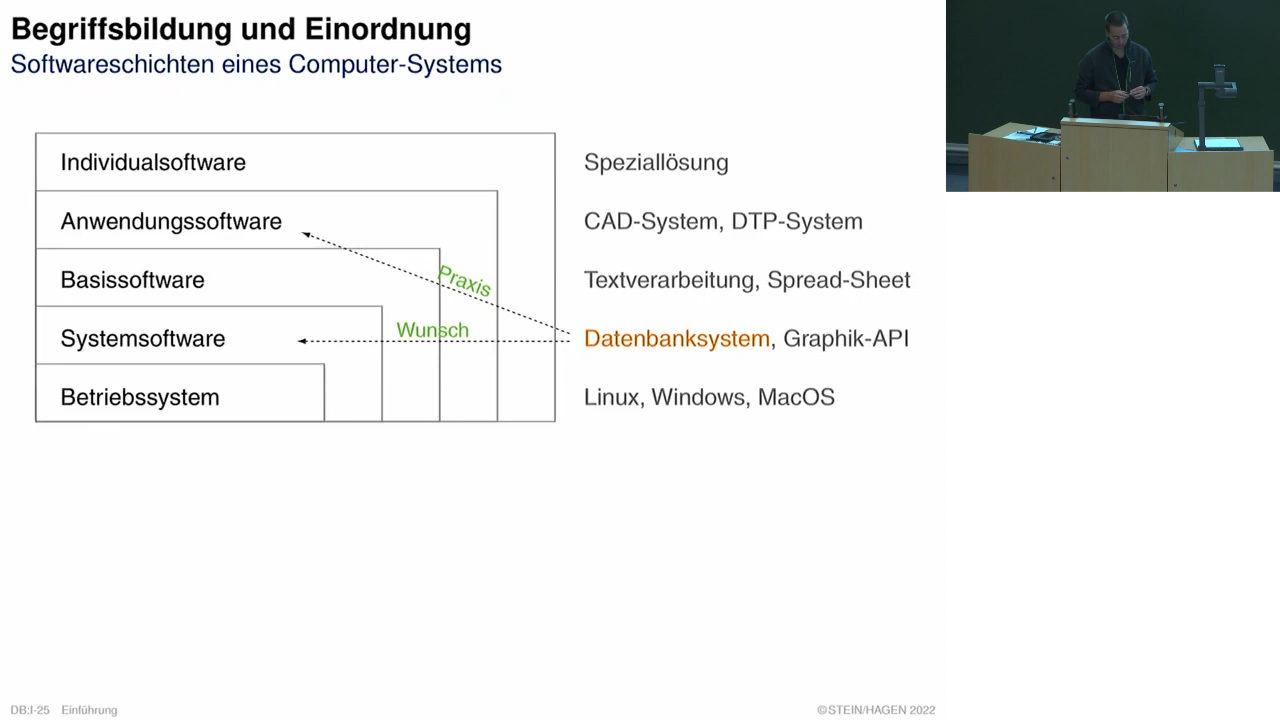 Begriffsbildung und Einordnung
Softwareschichten eines Computer-Systems
Individualsoftware
Speziallösung
Anwendungssoftware
CAD-System, DTP-System
Basissoftware
Praxis
Textverarbeitung, Spread-Sheet
Systemsoftware
Wunsch
Datenbanksystem, Graphik-API
Betriebssystem
Linux, Windows, MacOS
DB:I-25 Einführung
©STEIN/HAGEN 2022